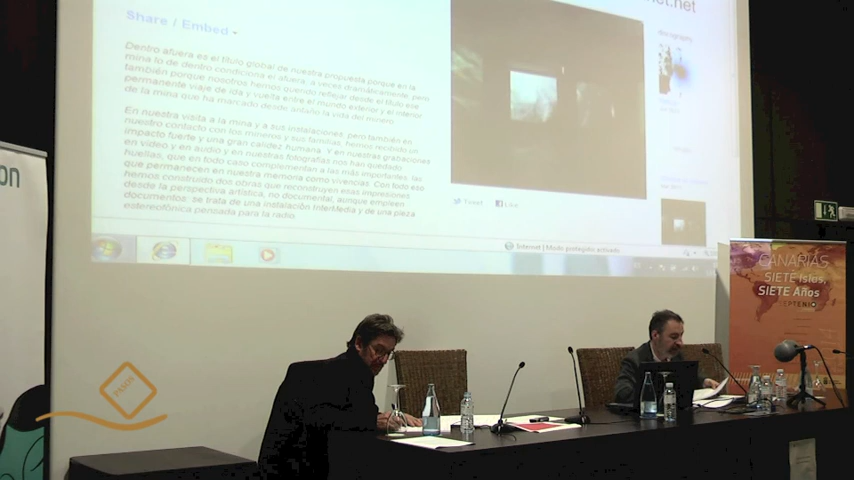 net.net
Share / Embed
Dentro afuera es el título global de nuestra propuesta porque en la
mina lo de dentro condiciona el afuera, a veces dramáticamente, pero
también porque nosotros hemos querido reflejar desde el título ese
permanente viaje de ida y vuelta entre el mundo exterior y el interior
de la mina que ha marcado desde antaño la vida del minero.
En nuestra visita a la mina y a sus instalaciones, pero también en
nuestro contacto con los mineros y sus familias, hemos recibido un
impacto fuerte y una gran calidez humana. Y en nuestras grabaciones
en vídeo y en audio y en nuestras fotografías nos han quedado
huellas, que en todo caso complementan a las más importantes: las
que permanecen en nuestra memoria como vivencias. Con todo eso
hemos construido dos obras que reconstruyen esas impresiones
desde la perspectiva artística, no documental, aunque empleen
documentos: se trata de una instalación InterMedia y de una pieza
estereofónica pensada para la radio.
Tweet
Like
Internet | Modo protegido: activado
on
CANARIAS
SIETE Islas,
SIETE Años
SEPTENIO
PASOS